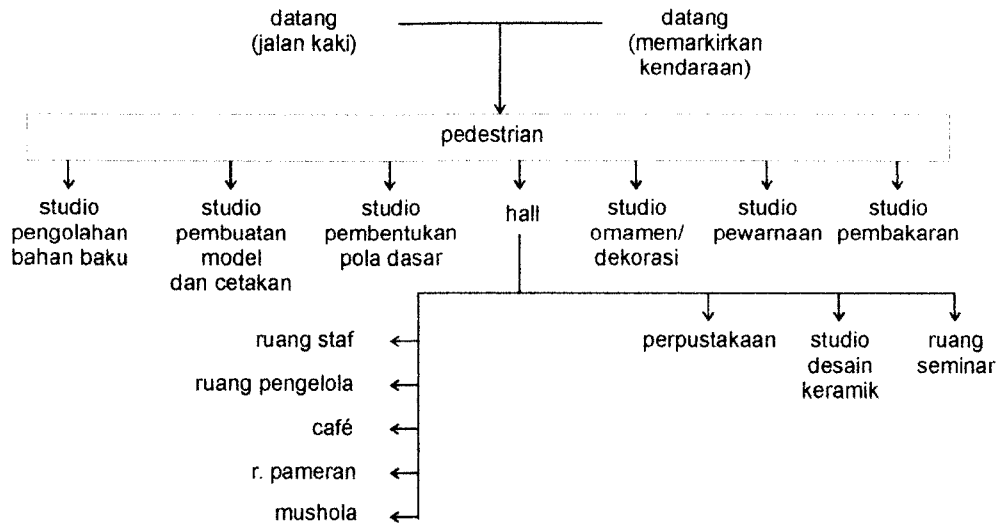 datang
(jalan kaki)
datang
(memarkirkan
kendaraan)
pedestrian
studio
pengolahan
bahan baku
studio
pembuatan
model
dan cetakan
studio
pembentukan
pola dasar
hall
studio
ornamen/
dekorasi
studio
pewarnaan
studio
pembakaran
ruang staf
ruang pengelola
café
r. pameran
mushola
perpustakaan
studio
desain
keramik
ruang
seminar